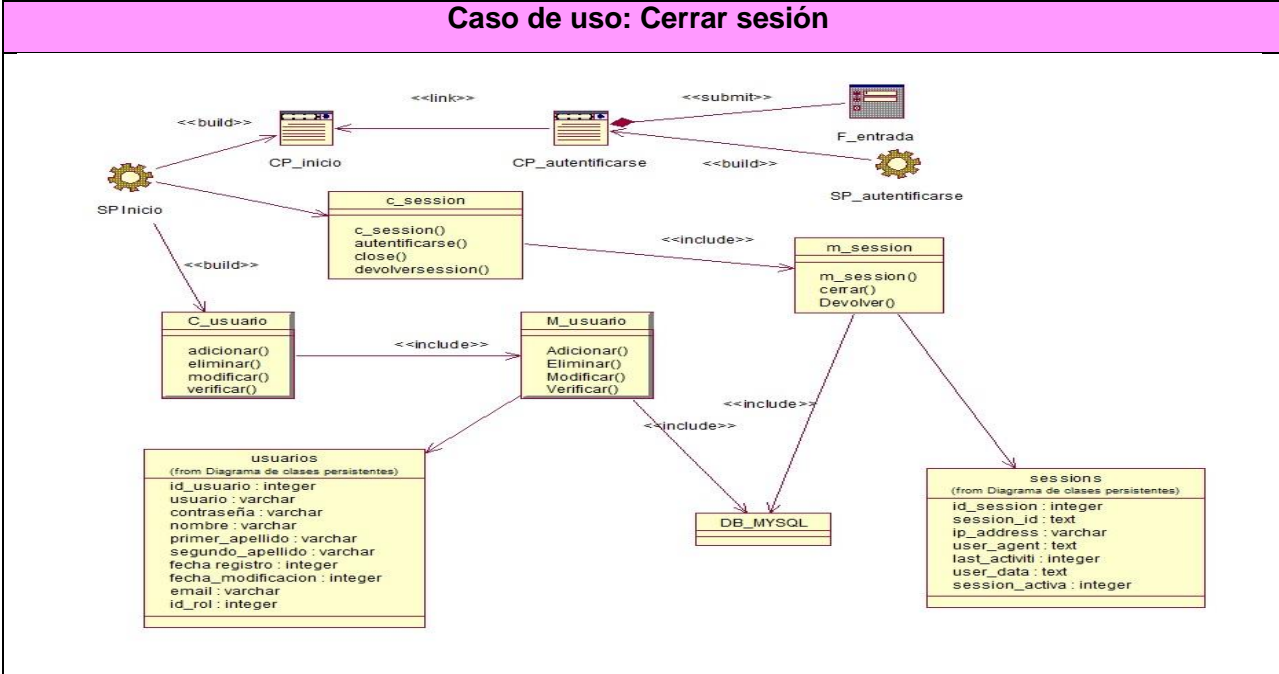 Caso de uso: Cerrar sesión
<<link>>
<<submit>>
<<build>>
F_entrada
CP_inicio
CP_autentificarse
<<build>>
SP Inicio
SP_autentificarse
c_session
c_session()
autentificarse()
close()
devolversession()
<<include>>
m_session
m_session()
cerrar()
Devolver()
<<build>>
C_usuario
adicionar()
eliminar()
modificar()
verificar()
<<include>>
M_usuario
Adicionar()
Eliminar()
Modificar()
Verificar()
<<include>>
<<include>>
usuarios
(from Diagrama de clases persistentes)
id_usuario : integer
usuario : varchar
contraseña : varchar
nombre : varchar
primer_apellido : varchar
segundo_apellido : varchar
fecha registro : integer
fecha_modificacion : integer
email : varchar
id_rol : integer
DB_MYSQL
sessions
(from Diagrama de clases persistentes)
id_session : integer
session_id : text
ip_address : varchar
user_agent : text
last_activiti : integer
user_data : text
session_activa : integer